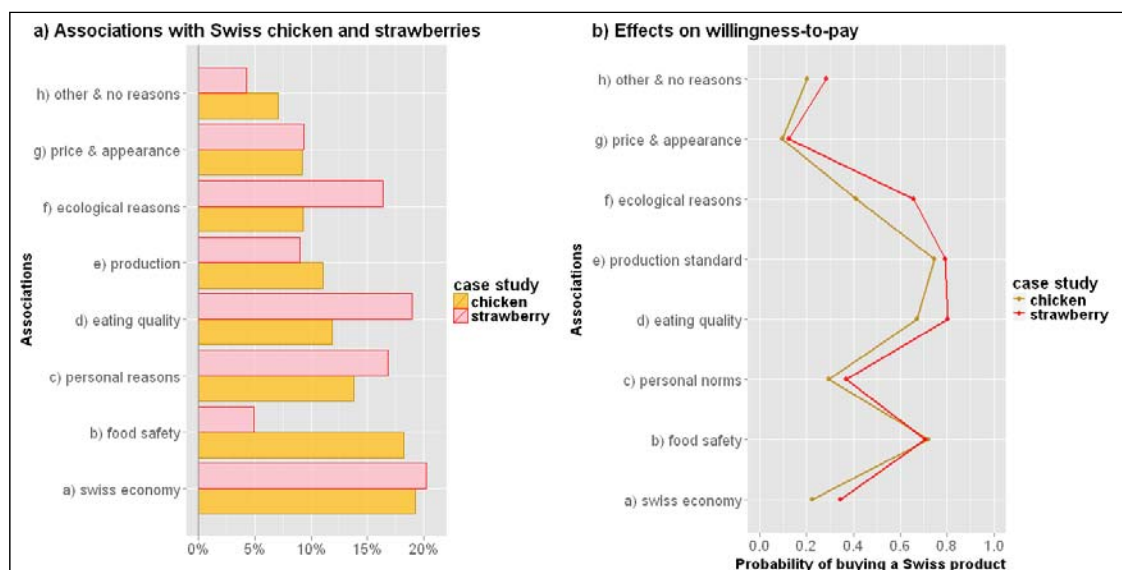 a) Associations with Swiss chicken and strawberries
h) other & no reasons
g) price & appearance
f) ecological reasons
e) production
d) eating quality
c) personal reasons
b) food safety
a) swiss economy
Associations
0% 5% 10% 15% 20%
case study
chicken
strawberry
b) Effects on willingness-to-pay
h) other & no reasons
g) price & appearance
f) ecological reasons
e) production standard
d) eating quality
c) personal norms
b) food safety
a) swiss economy
Associations
0.0 0.2 0.4 0.6 0.8 1.0
Probability of buying a Swiss product
case study
chicken
strawberry